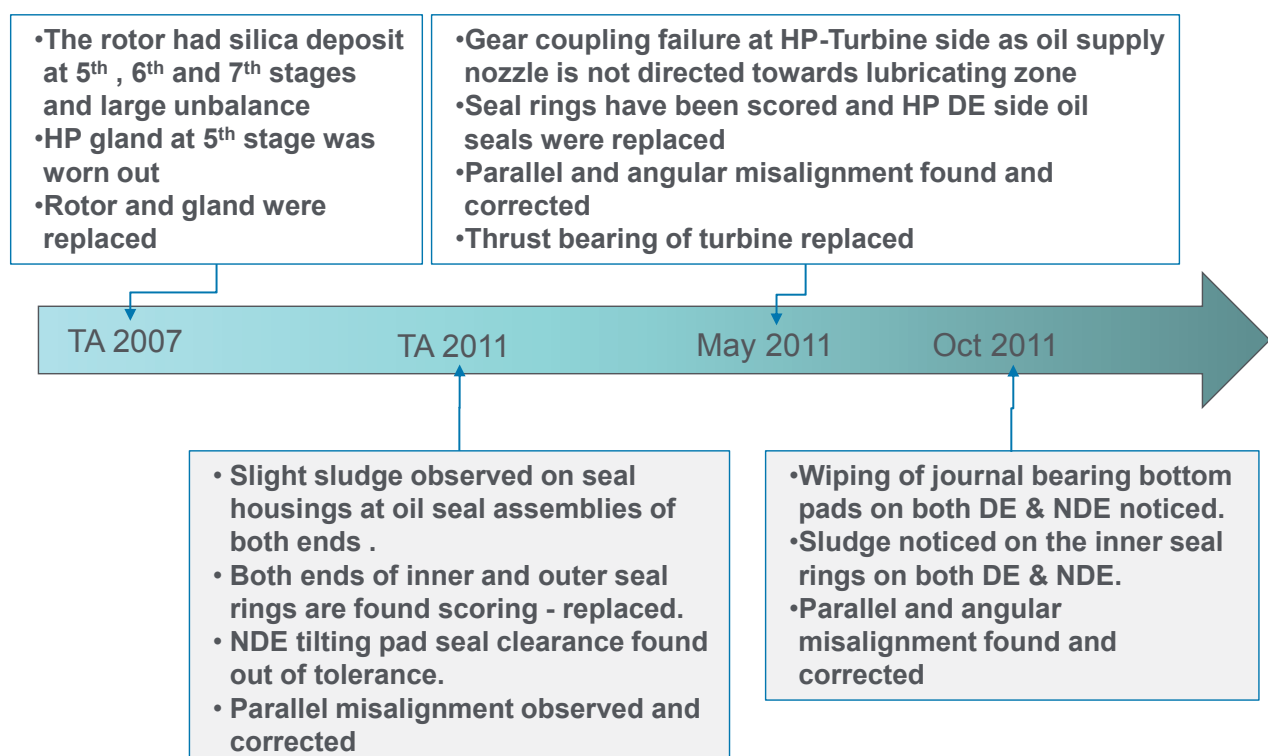 •The rotor had silica deposit
at 5th , 6th and 7th stages
and large unbalance
•HP gland at 5th stage was
worn out
•Rotor and gland were
replaced
•Gear coupling failure at HP-Turbine side as oil supply
nozzle is not directed towards lubricating zone
•Seal rings have been scored and HP DE side oil
seals were replaced
•Parallel and angular misalignment found and
corrected
•Thrust bearing of turbine replaced
TA 2007
TA 2011
May 2011
Oct 2011
• Slight sludge observed on seal
housings at oil seal assemblies of
both ends .
• Both ends of inner and outer seal
rings are found scoring - replaced.
• NDE tilting pad seal clearance found
out of tolerance.
• Parallel misalignment observed and
corrected
•Wiping of journal bearing bottom
pads on both DE & NDE noticed.
•Sludge noticed on the inner seal
rings on both DE & NDE.
•Parallel and angular
misalignment found and
corrected